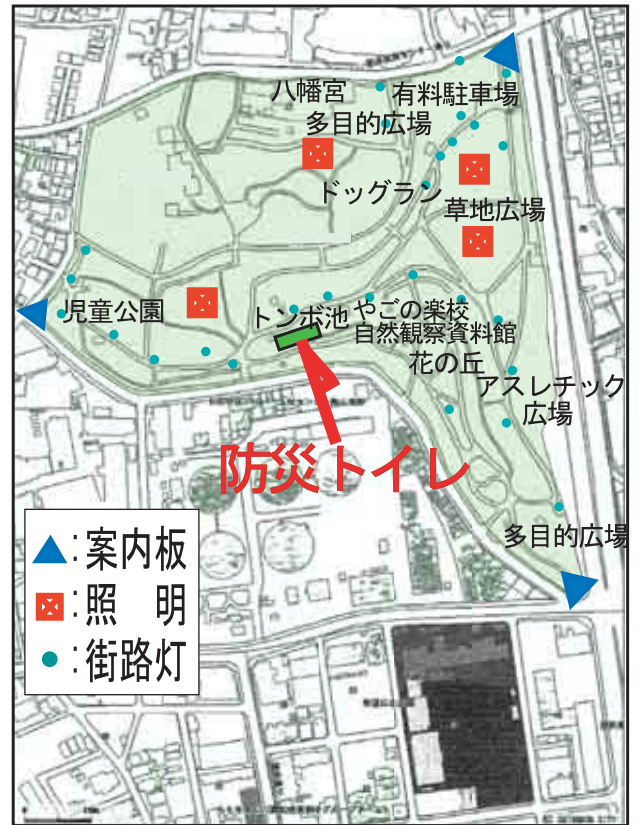 八幡宮
有料駐車場
多目的広場
ドッグラン
草地広場
児童公園
トンボ池
やごの楽校
自然観察資料館
花の丘
アスレチック
広場
防災トイレ
多目的広場
:案内板
:照　明
:街路灯